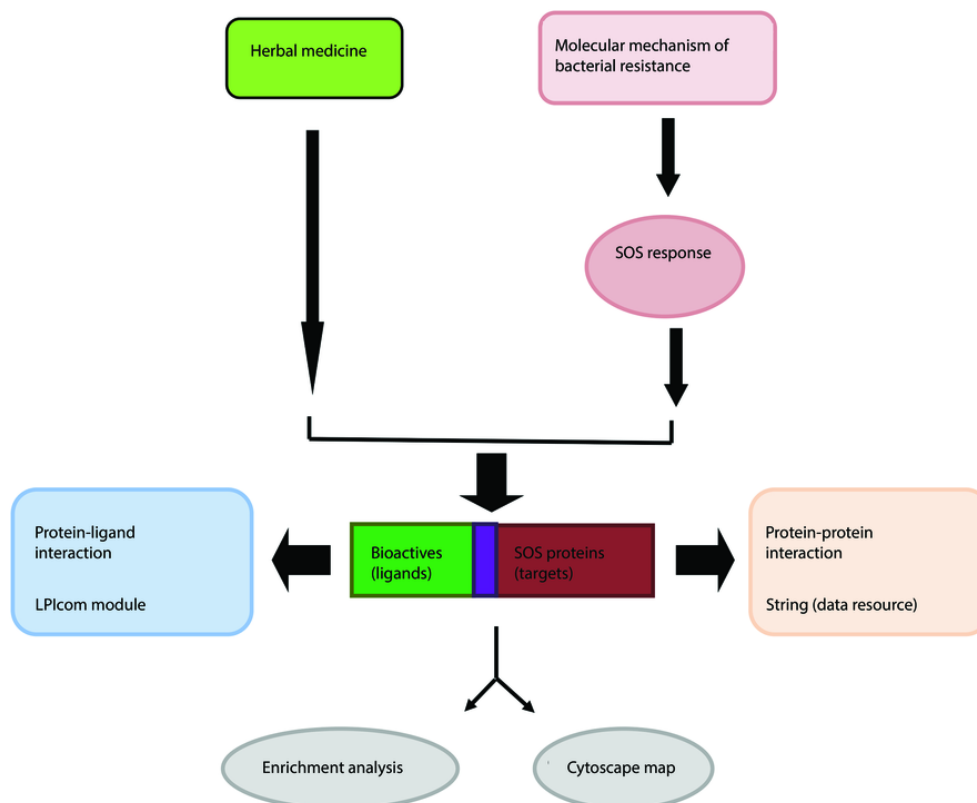 Herbal medicine
Molecular mechanism of
bacterial resistance
SOS response
Protein-ligand
interaction
LPIcom module
Bioactives
(ligands)
SOS proteins
(targets)
Protein-protein
interaction
String (data resource)
Enrichment analysis
Cytoscape map